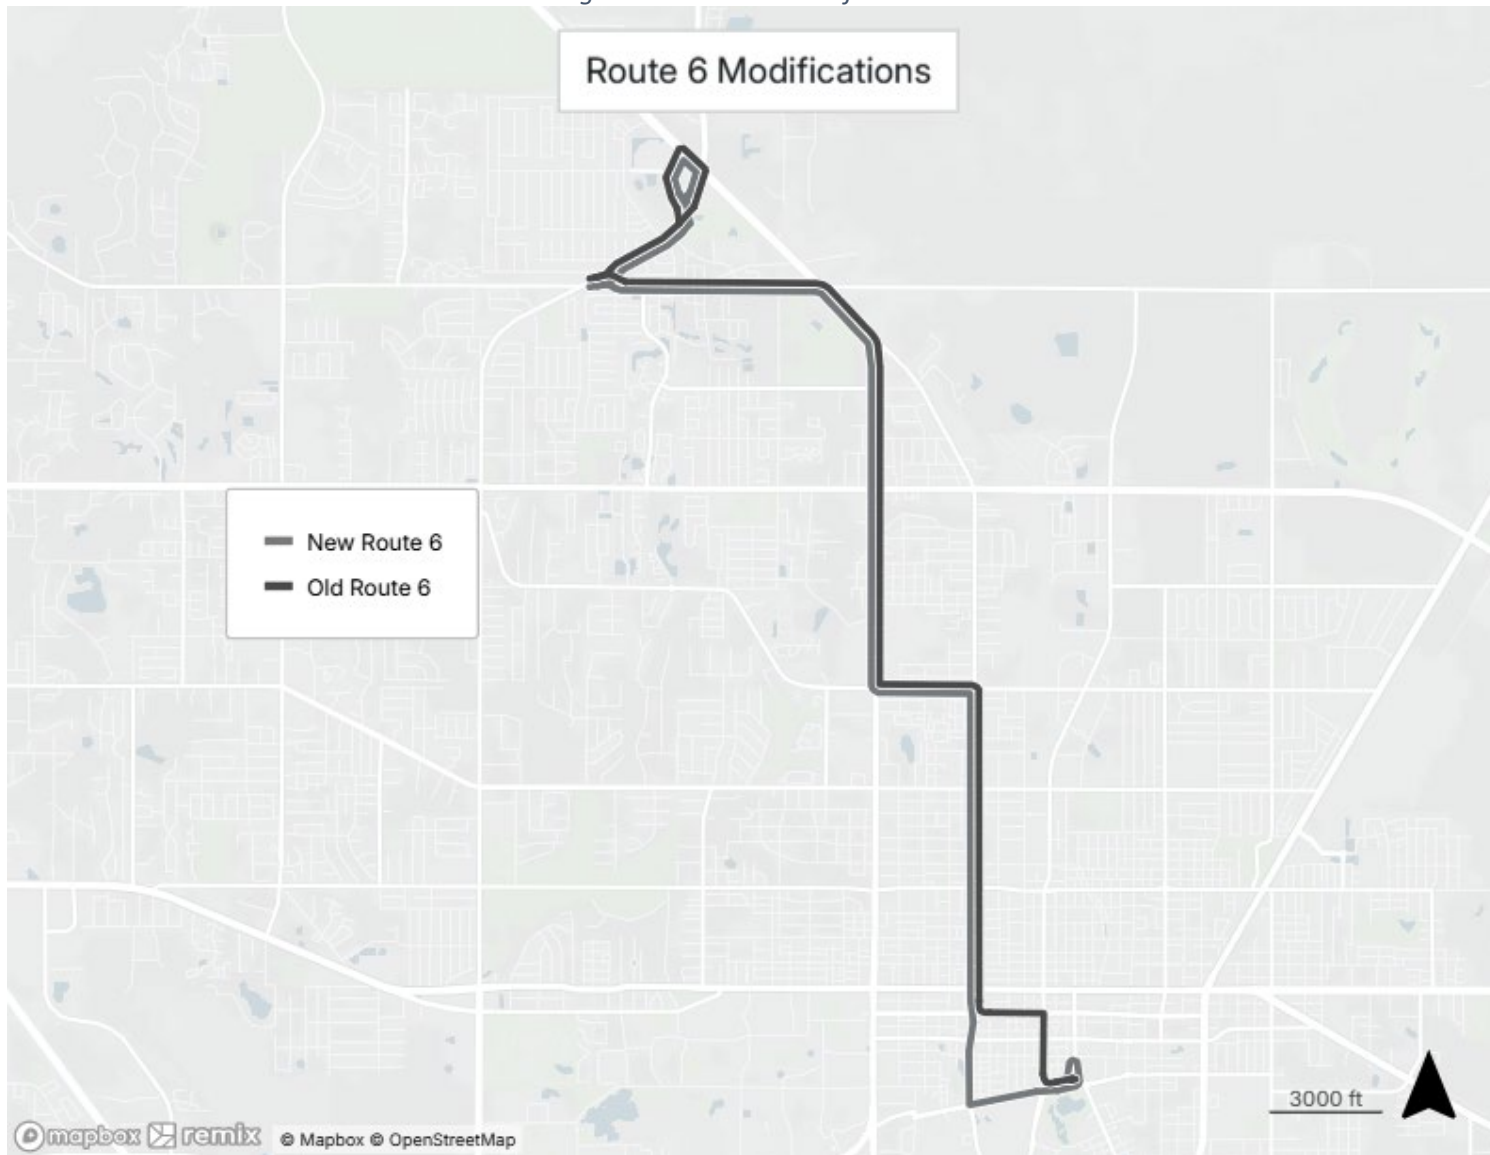 Route 6 Modifications
New Route 6
Old Route 6
3000 ft
mapbox remix © Mapbox © OpenStreetMap